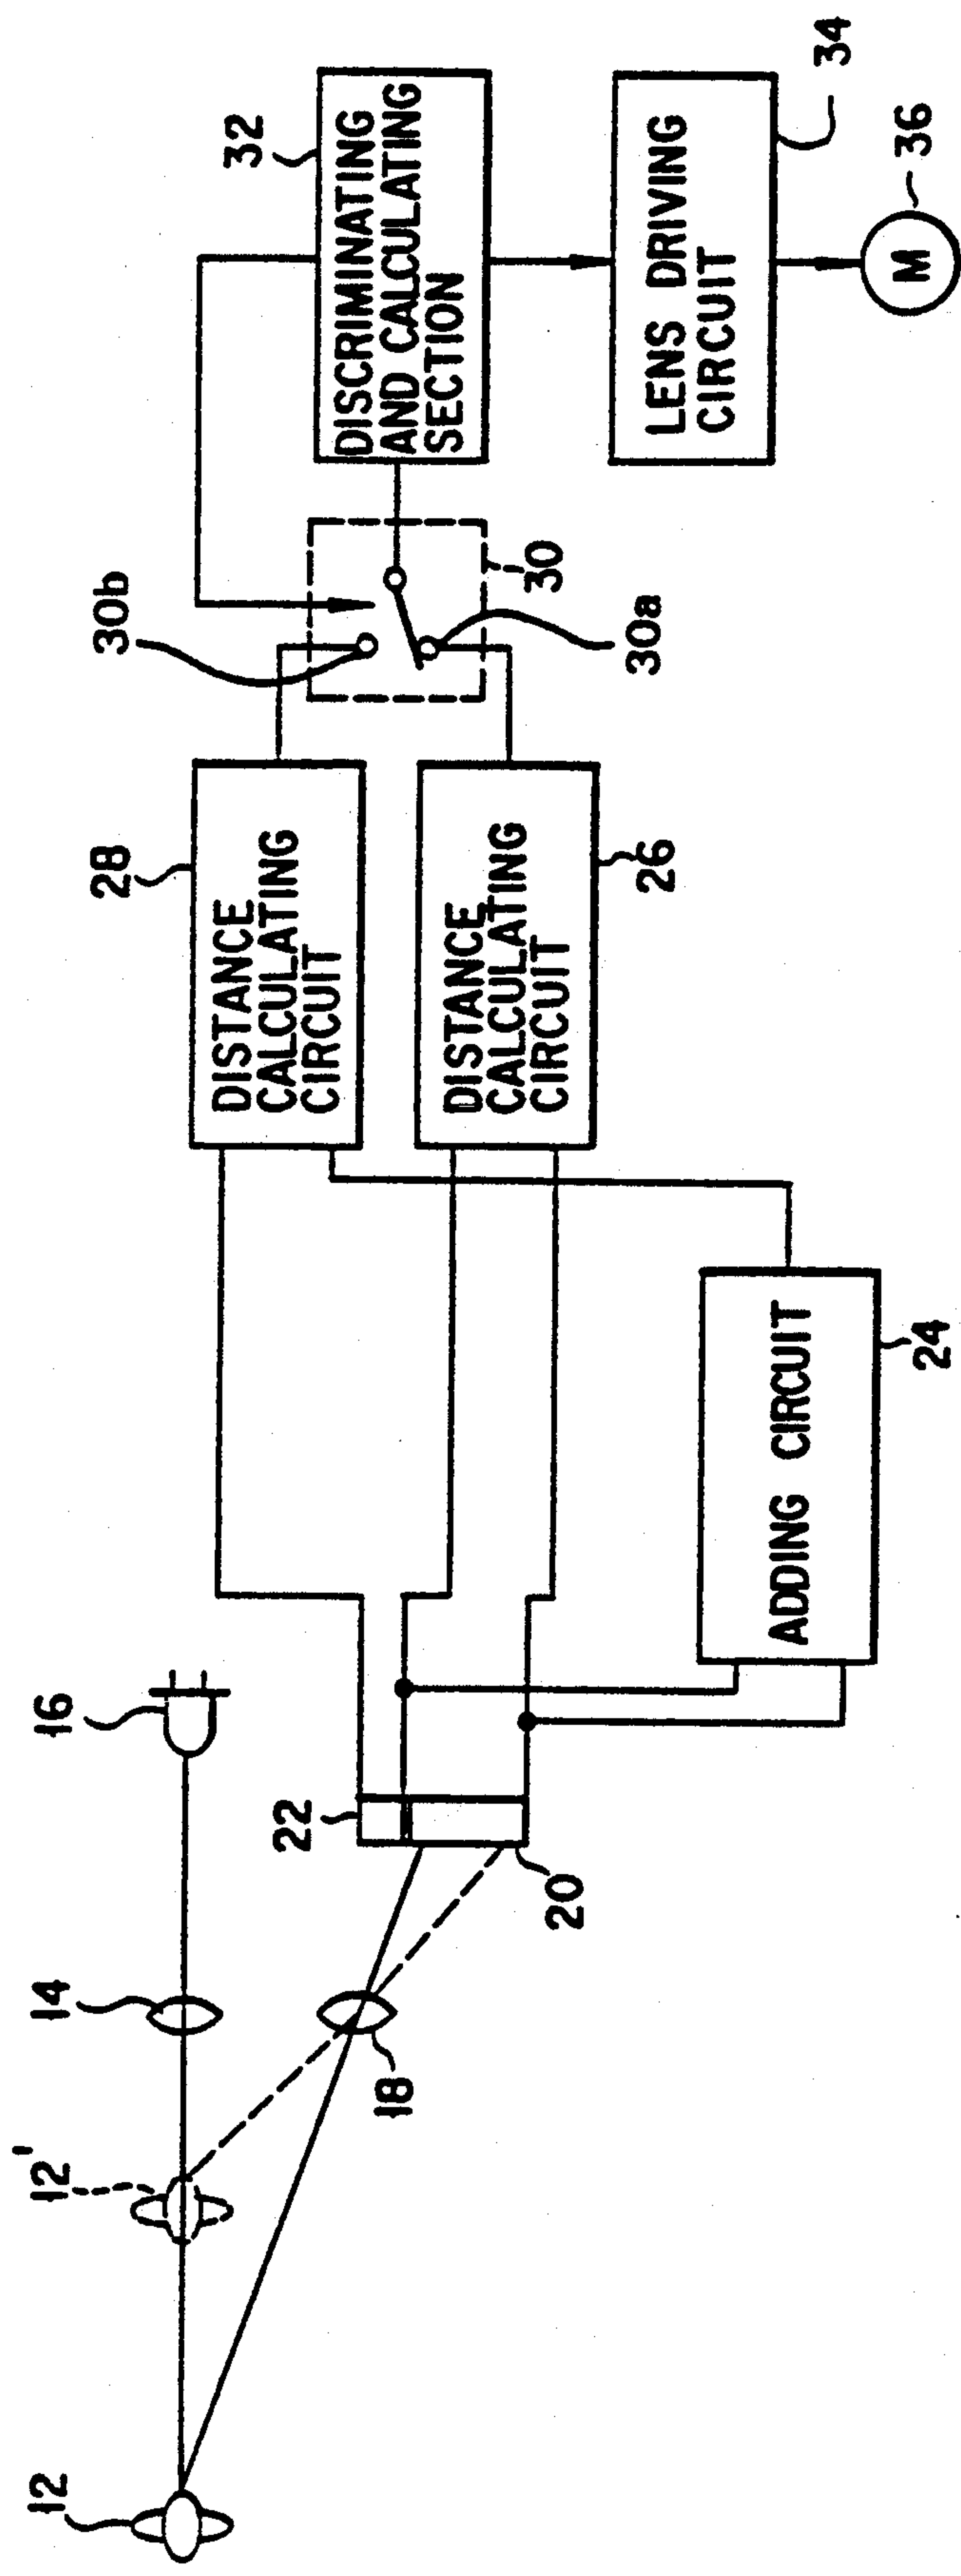 12
12'
14
16
18
20
22
DISTANCE
CALCULATING
CIRCUIT
28
DISTANCE
CALCULATING
CIRCUIT
26
ADDING CIRCUIT
24
30b
30a
30
32
DISCRIMINATING
AND CALCULATING
SECTION
LENS DRIVING
CIRCUIT
34
M
36